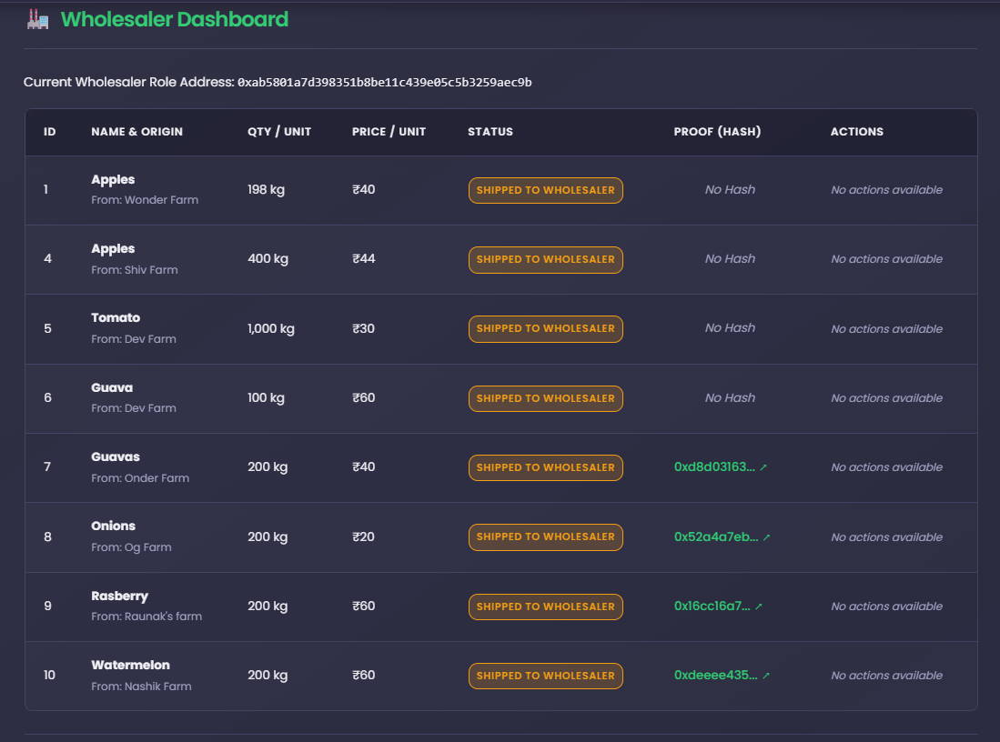 Wholesaler Dashboard
Current Wholesaler Role Address: 0xab5801a7d398351b8be11c439e05c5b3259aec9b
ID NAME & ORIGIN QTY / UNIT PRICE / UNIT STATUS PROOF (HASH) ACTIONS
Apples
1 198 kg ₹40 SHIPPED TO WHOLESALER No Hash No actions available
From: Wonder Farm
Apples
4 400 kg ₹44 SHIPPED TO WHOLESALER No Hash No actions available
From: Shiv Farm
Tomato
5 1,000 kg ₹30 SHIPPED TO WHOLESALER No Hash No actions available
From: Dev Farm
Guava
6 100 kg ₹60 SHIPPED TO WHOLESALER No Hash No actions available
From: Dev Farm
Guavas
7 200 kg ₹40 SHIPPED TO WHOLESALER 0xd8d03163... ↗ No actions available
From: Onder Farm
Onions
8 200 kg ₹20 SHIPPED TO WHOLESALER 0x52a4a7eb... ↗ No actions available
From: Og Farm
Rasberry
9 200 kg ₹60 SHIPPED TO WHOLESALER 0x16cc16a7... ↗ No actions available
From: Raunak's farm
Watermelon
10 200 kg ₹60 SHIPPED TO WHOLESALER 0xdeeee435... ↗ No actions available
From: Nashik Farm